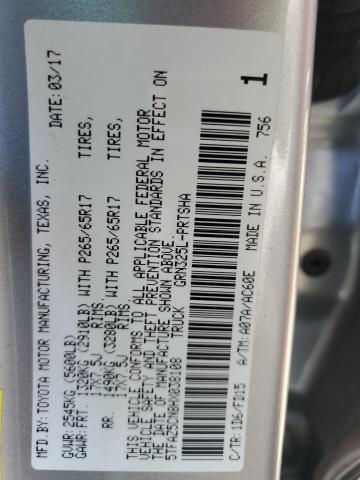 MFD.BY: TOYOTA MOTOR MANUFACTURING, TEXAS, INC. DATE: 03/17
GVWR: 2545KG (5600LB)
GAWR: FRT. 1320KG (2910LB) WITH P265/65R17 TIRES,
17X7.5J RIMS.
RR. 1490KG (3280LB) WITH P265/65R17 TIRES,
17X7.5J RIMS.
THIS VEHICLE CONFORMS TO ALL APPLICABLE FEDERAL MOTOR
VEHICLE SAFETY AND THEFT PREVENTION STANDARDS IN EFFECT ON
THE DATE OF MANUFACTURE SHOWN ABOVE.
TRUCK GRN325L-PRTSHA
C/TR: 1D6/FD15 A/TM: A07A/AC60E MADE IN U.S.A. 756
1